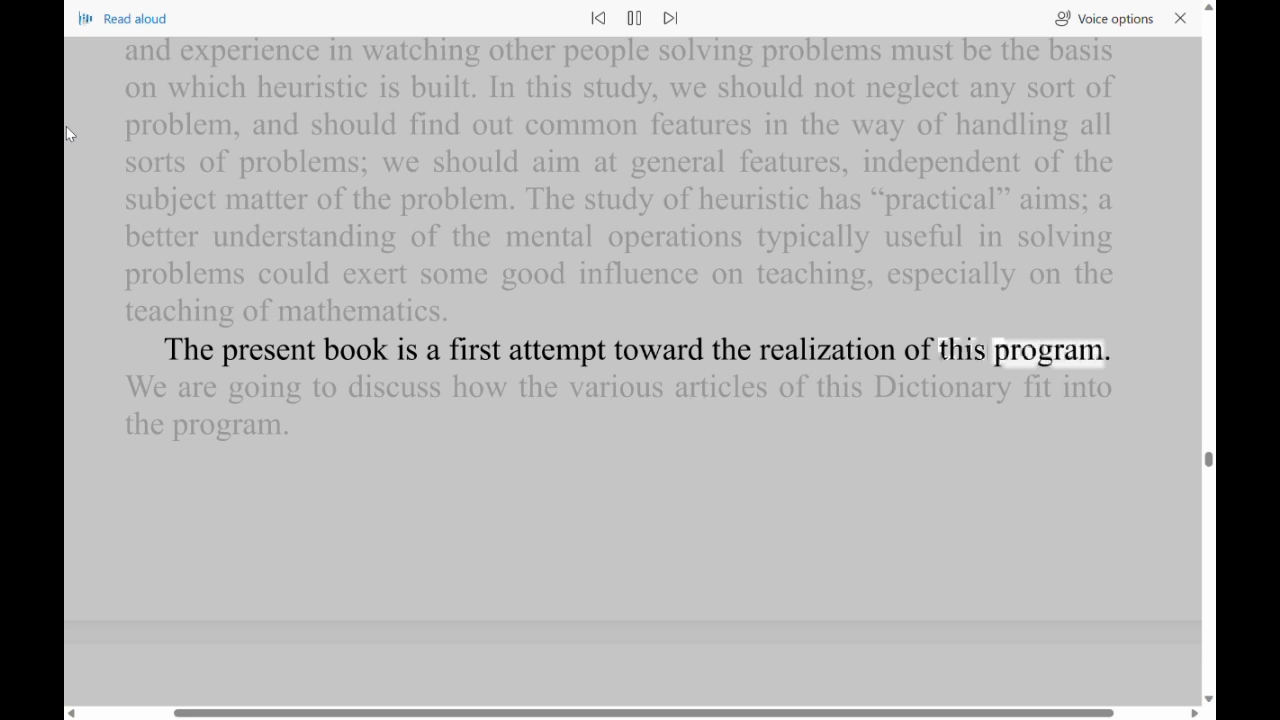 Read aloud
Voice options
and experience in watching other people solving problems must be the basis
on which heuristic is built. In this study, we should not neglect any sort of
problem, and should find out common features in the way of handling all
sorts of problems; we should aim at general features, independent of the
subject matter of the problem. The study of heuristic has “practical” aims; a
better understanding of the mental operations typically useful in solving
problems could exert some good influence on teaching, especially on the
teaching of mathematics.
The present book is a first attempt toward the realization of this program.
We are going to discuss how the various articles of this Dictionary fit into
the program.